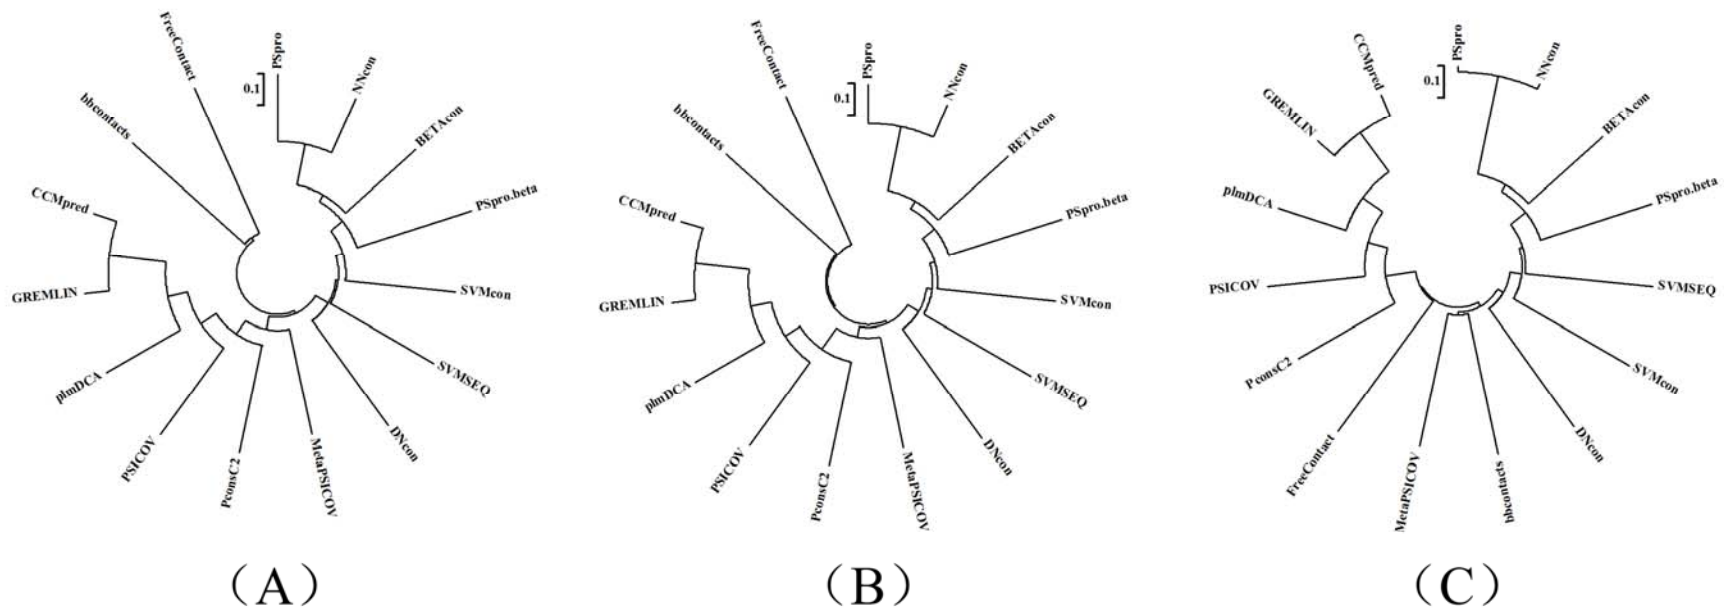 FreeContact
PSpro
0.1
NNcon
BETAcon
PSpro.beta
SVMcon
SVMSEQ
DNcon
MetaPSICOV
PconsC2
PSICOV
plmDCA
GREMLIN
CCMpred
bbcontacts
(A)
FreeContact
PSpro
0.1
NNcon
BETAcon
PSpro.beta
SVMcon
SVMSEQ
DNcon
MetaPSICOV
PconsC2
PSICOV
plmDCA
GREMLIN
CCMpred
bbcontacts
(B)
CCMpred
PSpro
0.1
NNcon
BETAcon
PSpro.beta
SVMSEQ
SVMcon
DNcon
bbcontacts
MetaPSICOV
FreeContact
PconsC2
PSICOV
plmDCA
GREMLIN
(C)